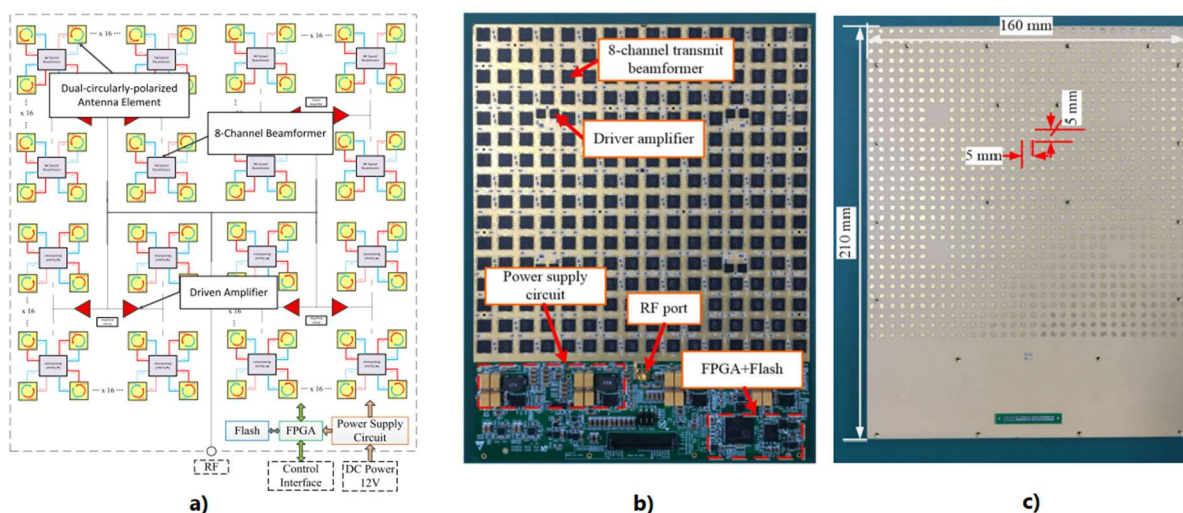 ··· x 16 ···
··· x 16 ···
Dual-circularly-polarized
Antenna Element
x 16
x 16
8-Channel Beamformer
Driven Amplifier
x 16
x 16
··· x 16 ···
··· x 16 ···
Flash
FPGA
Power Supply
Circuit
RF
Control
Interface
DC Power
12V
a)
8-channel transmit
beamformer
Driver amplifier
Power supply
circuit
RF port
FPGA+Flash
b)
160 mm
210 mm
5 mm
5 mm
c)